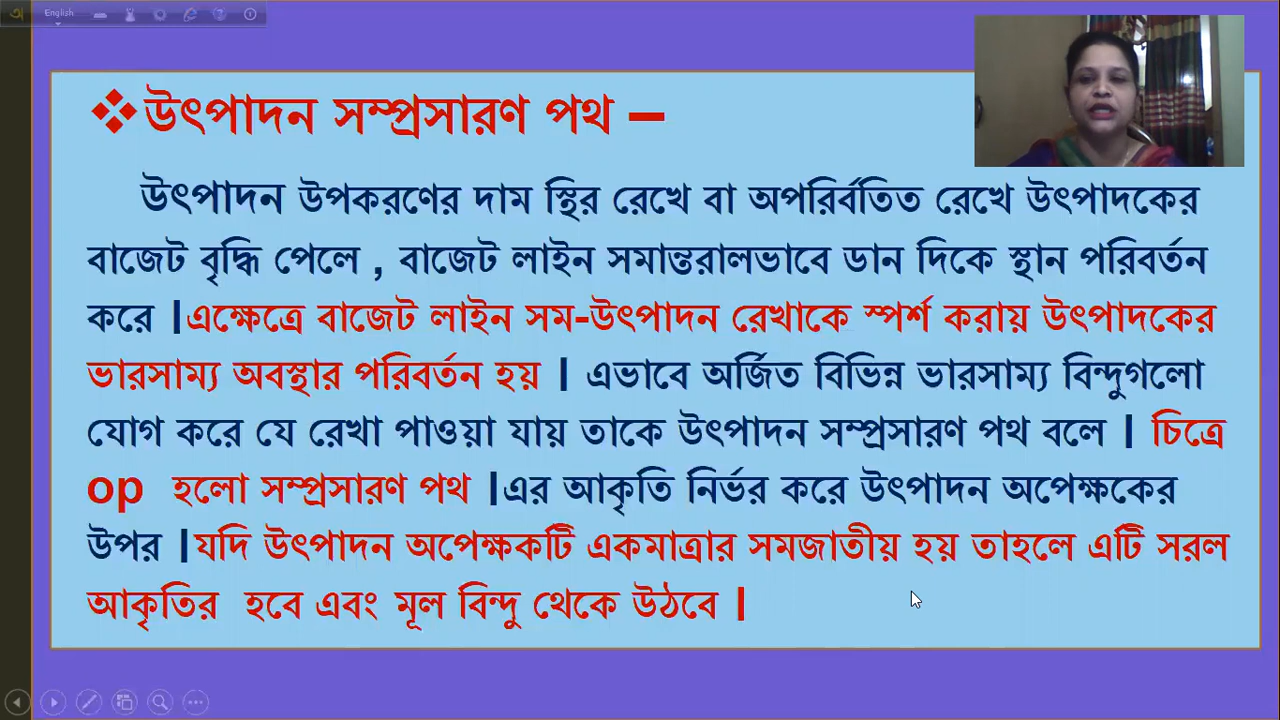 English
❖উৎপাদন সম্প্রসারণ পথ –
উৎপাদন উপকরণের দাম স্থির রেখে বা অপরির্বতিত রেখে উৎপাদকের
বাজেট বৃদ্ধি পেলে , বাজেট লাইন সমান্তরালভাবে ডান দিকে স্থান পরিবর্তন
করে |এক্ষেত্রে বাজেট লাইন সম-উৎপাদন রেখাকে স্পর্শ করায় উৎপাদকের
ভারসাম্য অবস্থার পরিবর্তন হয় | এভাবে অর্জিত বিভিন্ন ভারসাম্য বিন্দুগলো
যোগ করে যে রেখা পাওয়া যায় তাকে উৎপাদন সম্প্রসারণ পথ বলে | চিত্রে
op হলো সম্প্রসারণ পথ |এর আকৃতি নির্ভর করে উৎপাদন অপেক্ষকের
উপর |যদি উৎপাদন অপেক্ষকটি একমাত্রার সমজাতীয় হয় তাহলে এটি সরল
আকৃতির হবে এবং মূল বিন্দু থেকে উঠবে |